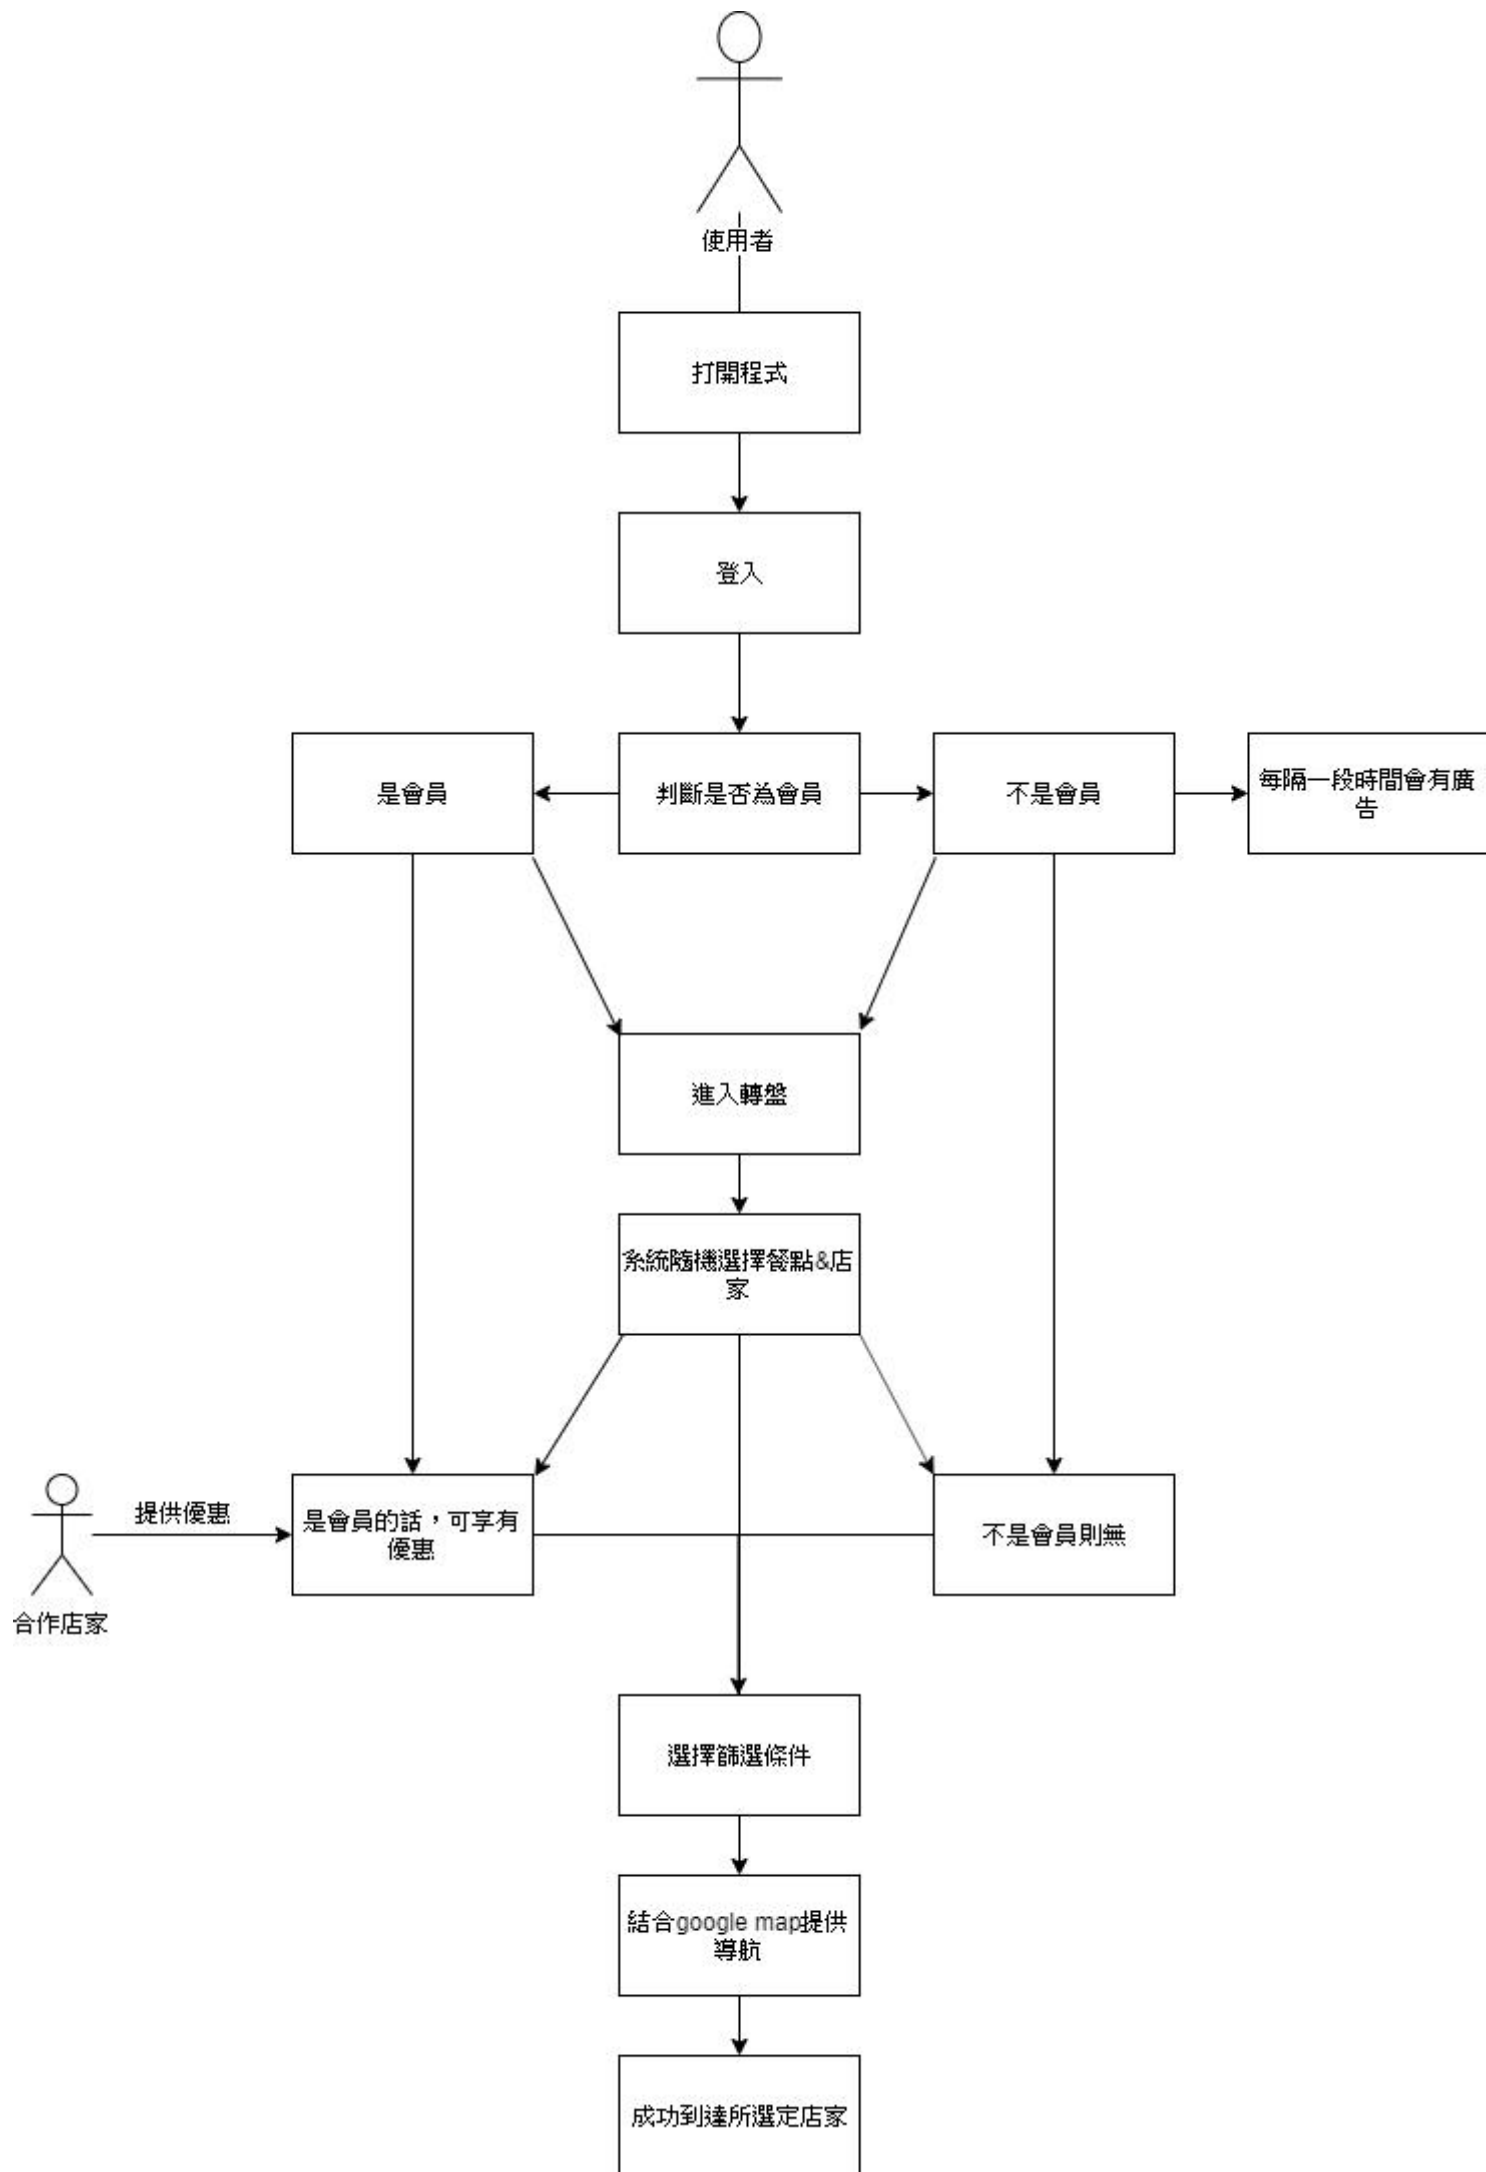 使用者
打開程式
登入
是會員
判斷是否為會員
不是會員
每隔一段時間會有廣
告
進入轉盤
系統隨機選擇餐點&店
家
提供優惠
合作店家
是會員的話，可享有
優惠
不是會員則無
選擇篩選條件
結合google map提供
導航
成功到達所選定店家